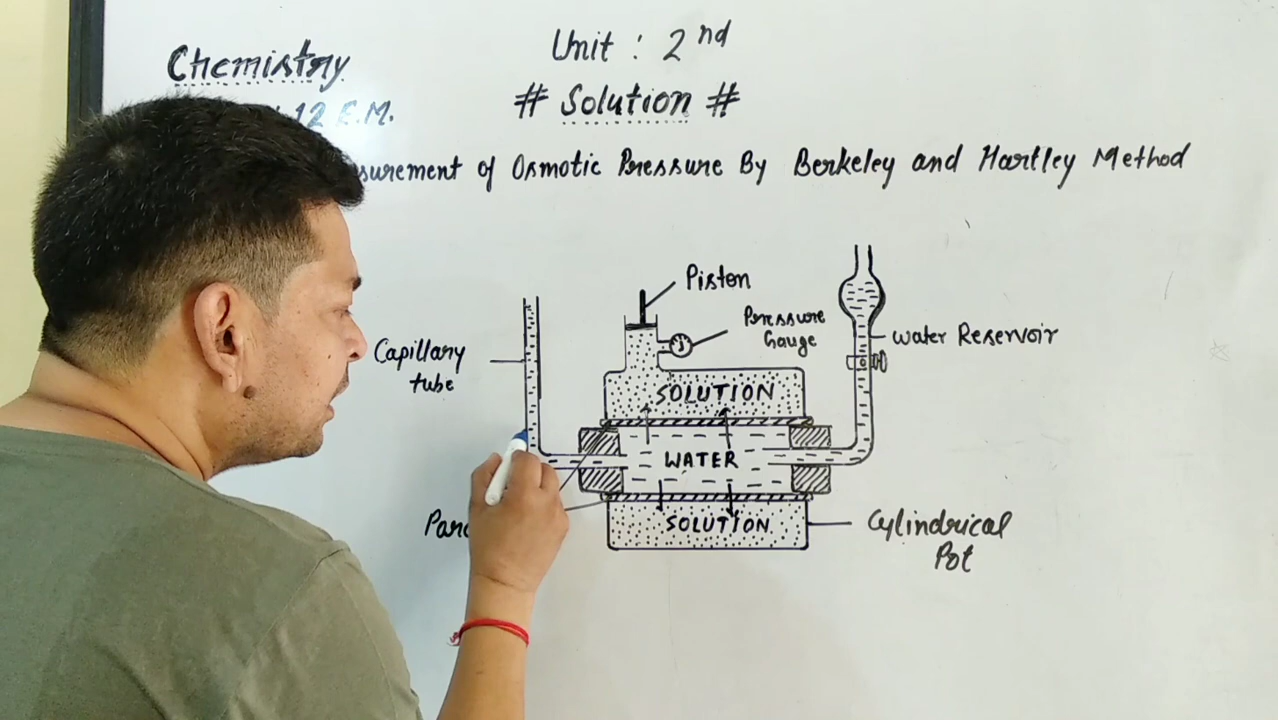 Chemistry
Unit : 2nd
12 E.M.
# Solution #
surement of Osmotic Pressure By Berkeley and Hartley Method
Piston
Pressure
Gauge
Capillary
tube
Water Reservoir
SOLUTION
WATER
SOLUTION
Cylindrical
Pot